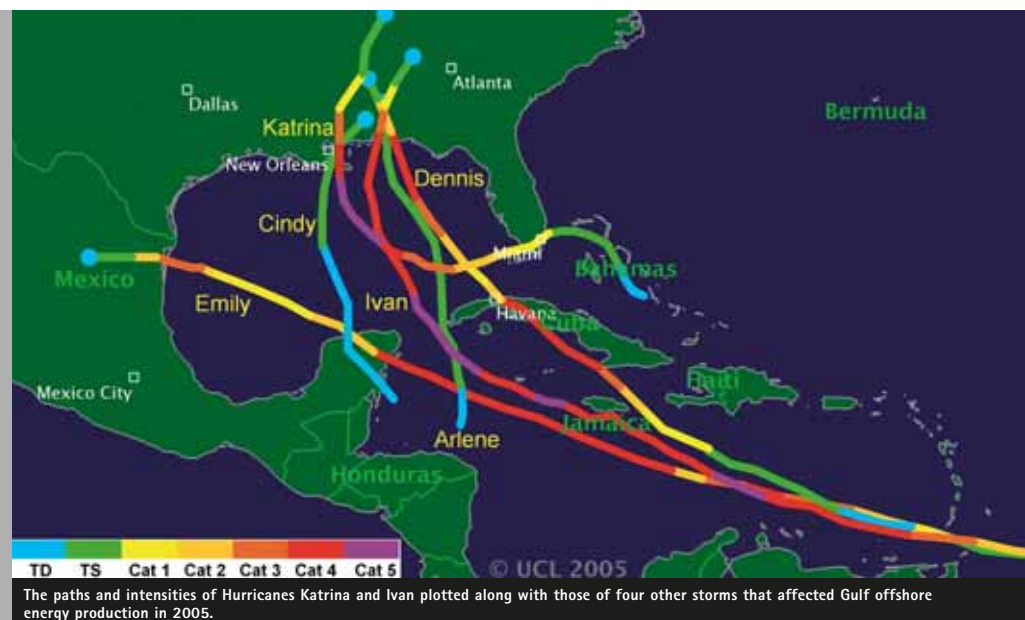 Atlanta
Dallas
Bermuda
Katrina
New Orleans
Dennis
Cindy
Miami
Bahamas
Mexico
Emily
Ivan
Havana
Cuba
Haiti
Mexico City
Jamaica
Arlene
Honduras
TD TS Cat 1 Cat 2 Cat 3 Cat 4 Cat 5
© UCL 2005
The paths and intensities of Hurricanes Katrina and Ivan plotted along with those of four other storms that affected Gulf offshore
energy production in 2005.